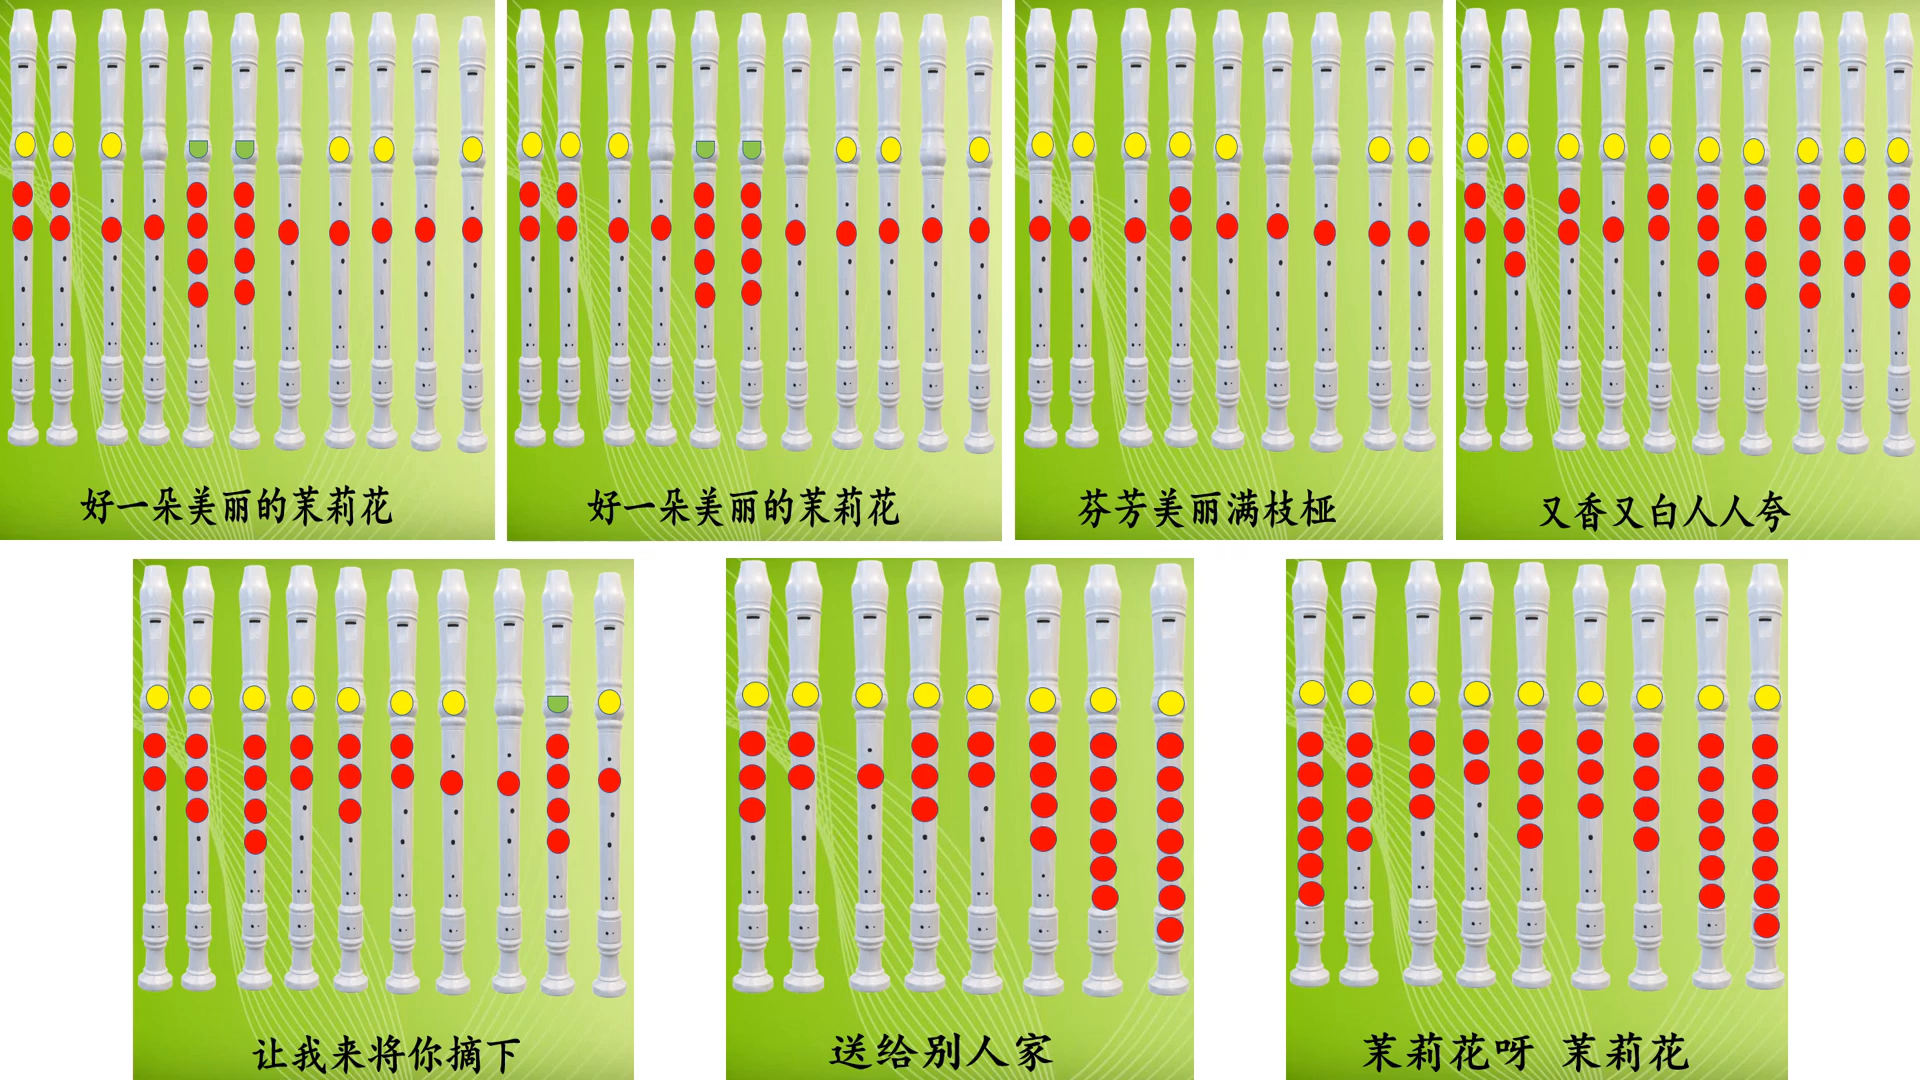 好一朵美丽的茉莉花
好一朵美丽的茉莉花
芬芳美丽满枝桠
又香又白人人夸
让我来将你摘下
送给别人家
茉莉花呀 茉莉花